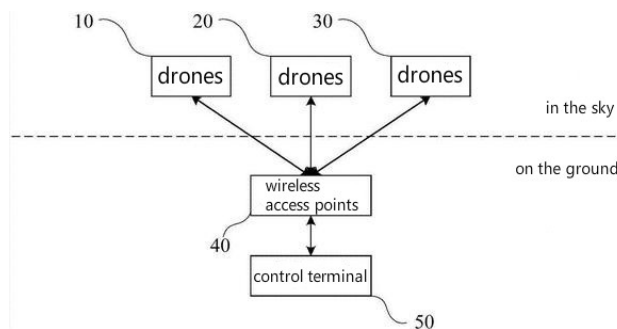 10
20
30
drones
drones
drones
in the sky
on the ground
wireless
access points
40
control terminal
50